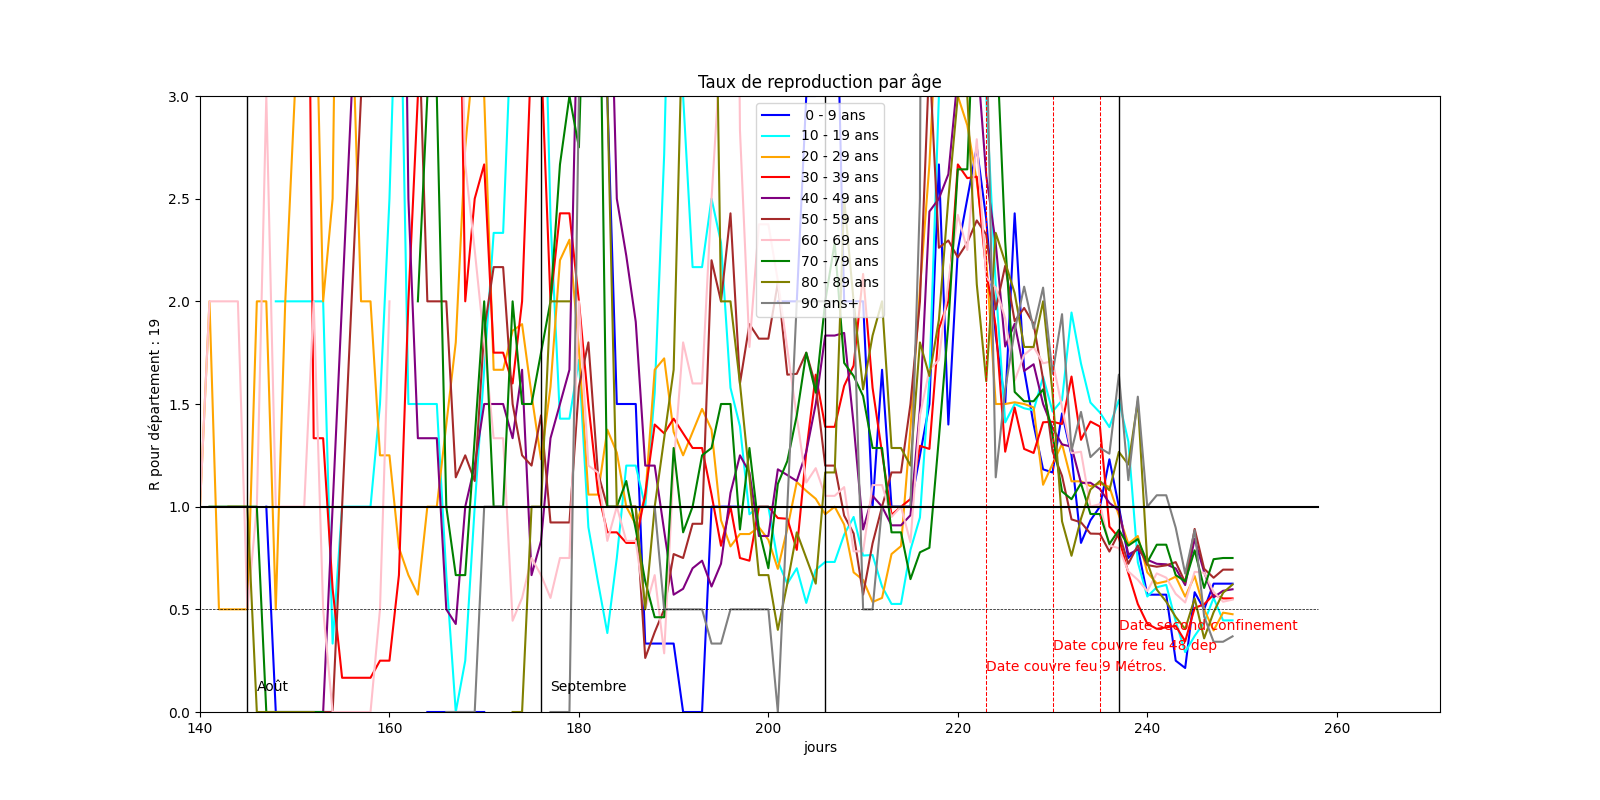 Taux de reproduction par âge
R pour département : 19
3.0
2.5
2.0
1.5
1.0
0.5
0.0
0 - 9 ans
10 - 19 ans
20 - 29 ans
30 - 39 ans
40 - 49 ans
50 - 59 ans
60 - 69 ans
70 - 79 ans
80 - 89 ans
90 ans+
Date second confinement
Date couvre feu 48 dep
Date couvre feu 9 Métros.
Août
Septembre
140
160
180
200
220
240
260
jours